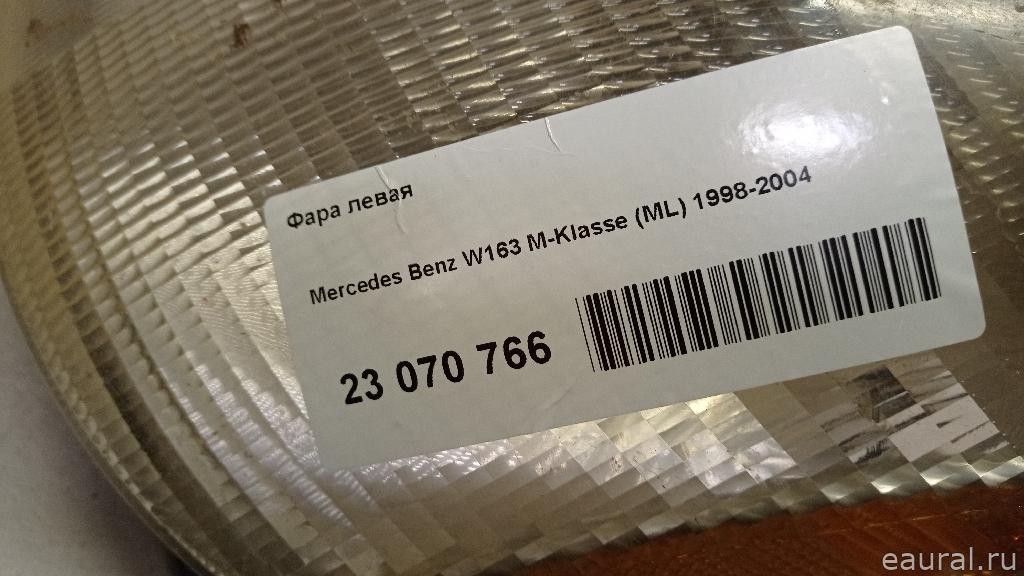 Фара левая
Mercedes Benz W163 M-Klasse (ML) 1998-2004
23 070 766
eaural.ru